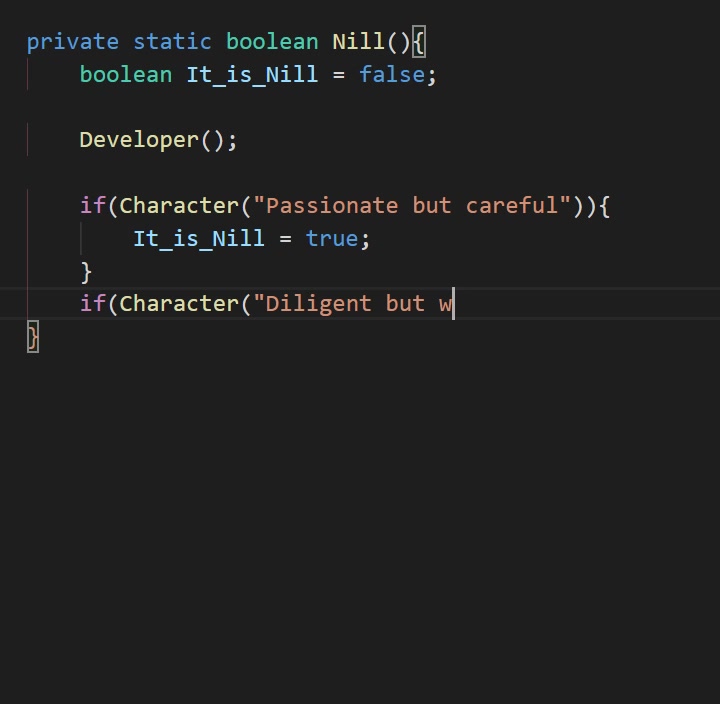 private static boolean Nill(){
    boolean It_is_Nill = false;
    Developer();
    if(Character("Passionate but careful")){
        It_is_Nill = true;
    }
    if(Character("Diligent but w
}